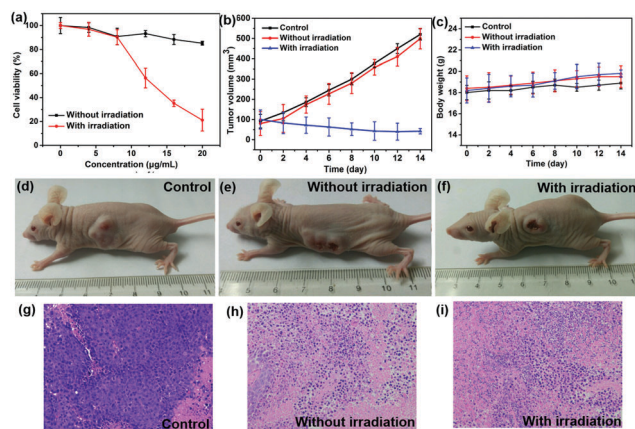 (a)
Cell viability (%)
100
80
60
40
20
0
Without irradiation
With irradiation
0 5 10 15 20
Concentration (μg/mL)
(b)
Tumor volume (mm³)
600
500
400
300
200
100
0
Control
Without irradiation
With irradiation
0 2 4 6 8 10 12 14
Time (day)
(c)
Body weight (g)
22
20
18
16
Control
Without irradiation
With irradiation
0 2 4 6 8 10 12 14
Time (day)
(d)
Control
(e)
Without irradiation
(f)
With irradiation
(g)
Control
(h)
Without irradiation
(i)
With irradiation